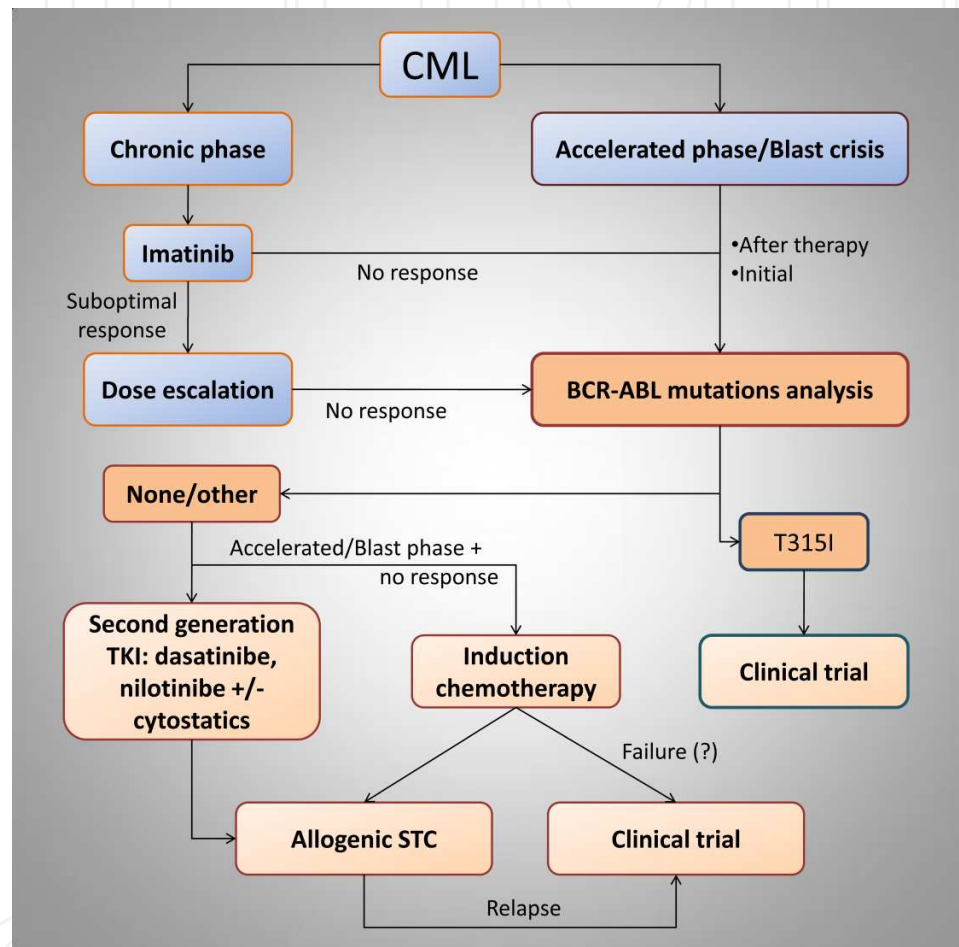 CML
Chronic phase
Accelerated phase/Blast crisis
Imatinib
No response
•After therapy
•Initial
Suboptimal
response
Dose escalation
No response
BCR-ABL mutations analysis
None/other
T315I
Accelerated/Blast phase +
no response
Second generation
TKI: dasatinibe,
nilotinibe +/-
cytostatics
Induction
chemotherapy
Clinical trial
Failure (?)
Allogenic STC
Clinical trial
Relapse